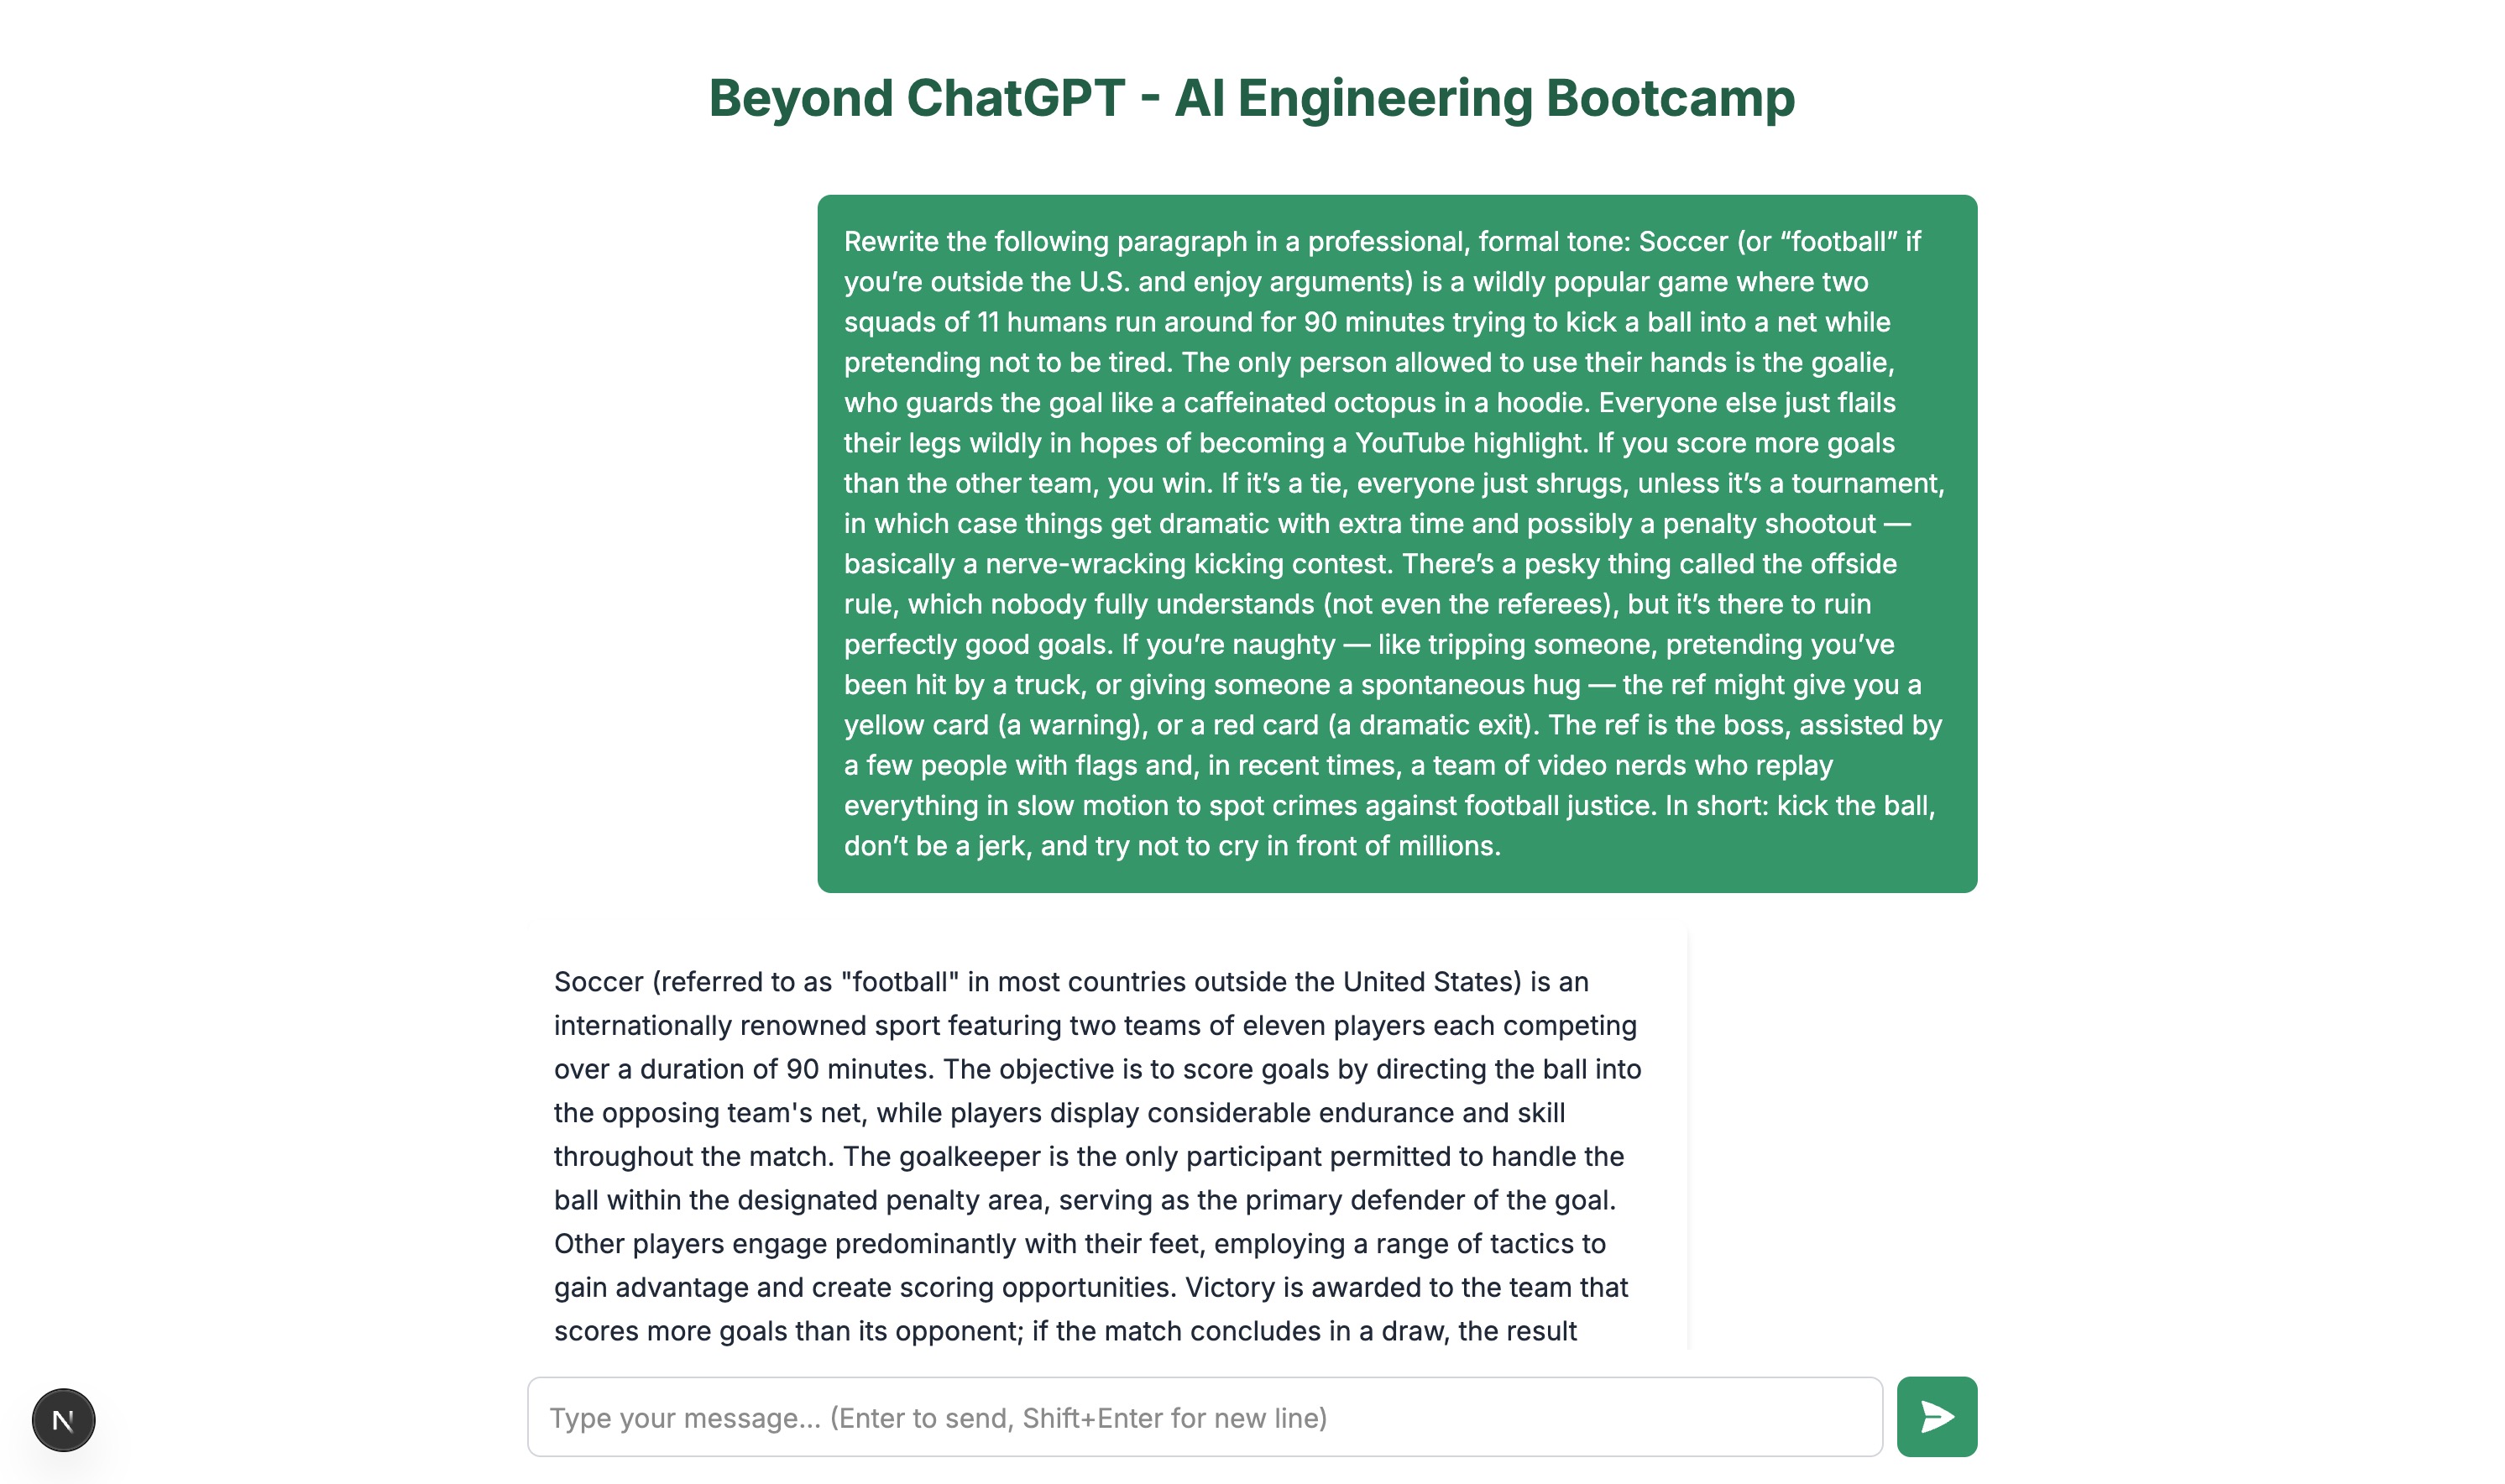 Beyond ChatGPT - AI Engineering Bootcamp
Rewrite the following paragraph in a professional, formal tone: Soccer (or “football” if
you’re outside the U.S. and enjoy arguments) is a wildly popular game where two
squads of 11 humans run around for 90 minutes trying to kick a ball into a net while
pretending not to be tired. The only person allowed to use their hands is the goalie,
who guards the goal like a caffeinated octopus in a hoodie. Everyone else just flails
their legs wildly in hopes of becoming a YouTube highlight. If you score more goals
than the other team, you win. If it’s a tie, everyone just shrugs, unless it’s a tournament,
in which case things get dramatic with extra time and possibly a penalty shootout —
basically a nerve-wracking kicking contest. There’s a pesky thing called the offside
rule, which nobody fully understands (not even the referees), but it’s there to ruin
perfectly good goals. If you’re naughty — like tripping someone, pretending you’ve
been hit by a truck, or giving someone a spontaneous hug — the ref might give you a
yellow card (a warning), or a red card (a dramatic exit). The ref is the boss, assisted by
a few people with flags and, in recent times, a team of video nerds who replay
everything in slow motion to spot crimes against football justice. In short: kick the ball,
don’t be a jerk, and try not to cry in front of millions.
Soccer (referred to as "football" in most countries outside the United States) is an
internationally renowned sport featuring two teams of eleven players each competing
over a duration of 90 minutes. The objective is to score goals by directing the ball into
the opposing team's net, while players display considerable endurance and skill
throughout the match. The goalkeeper is the only participant permitted to handle the
ball within the designated penalty area, serving as the primary defender of the goal.
Other players engage predominantly with their feet, employing a range of tactics to
gain advantage and create scoring opportunities. Victory is awarded to the team that
scores more goals than its opponent; if the match concludes in a draw, the result
Type your message... (Enter to send, Shift+Enter for new line)
N